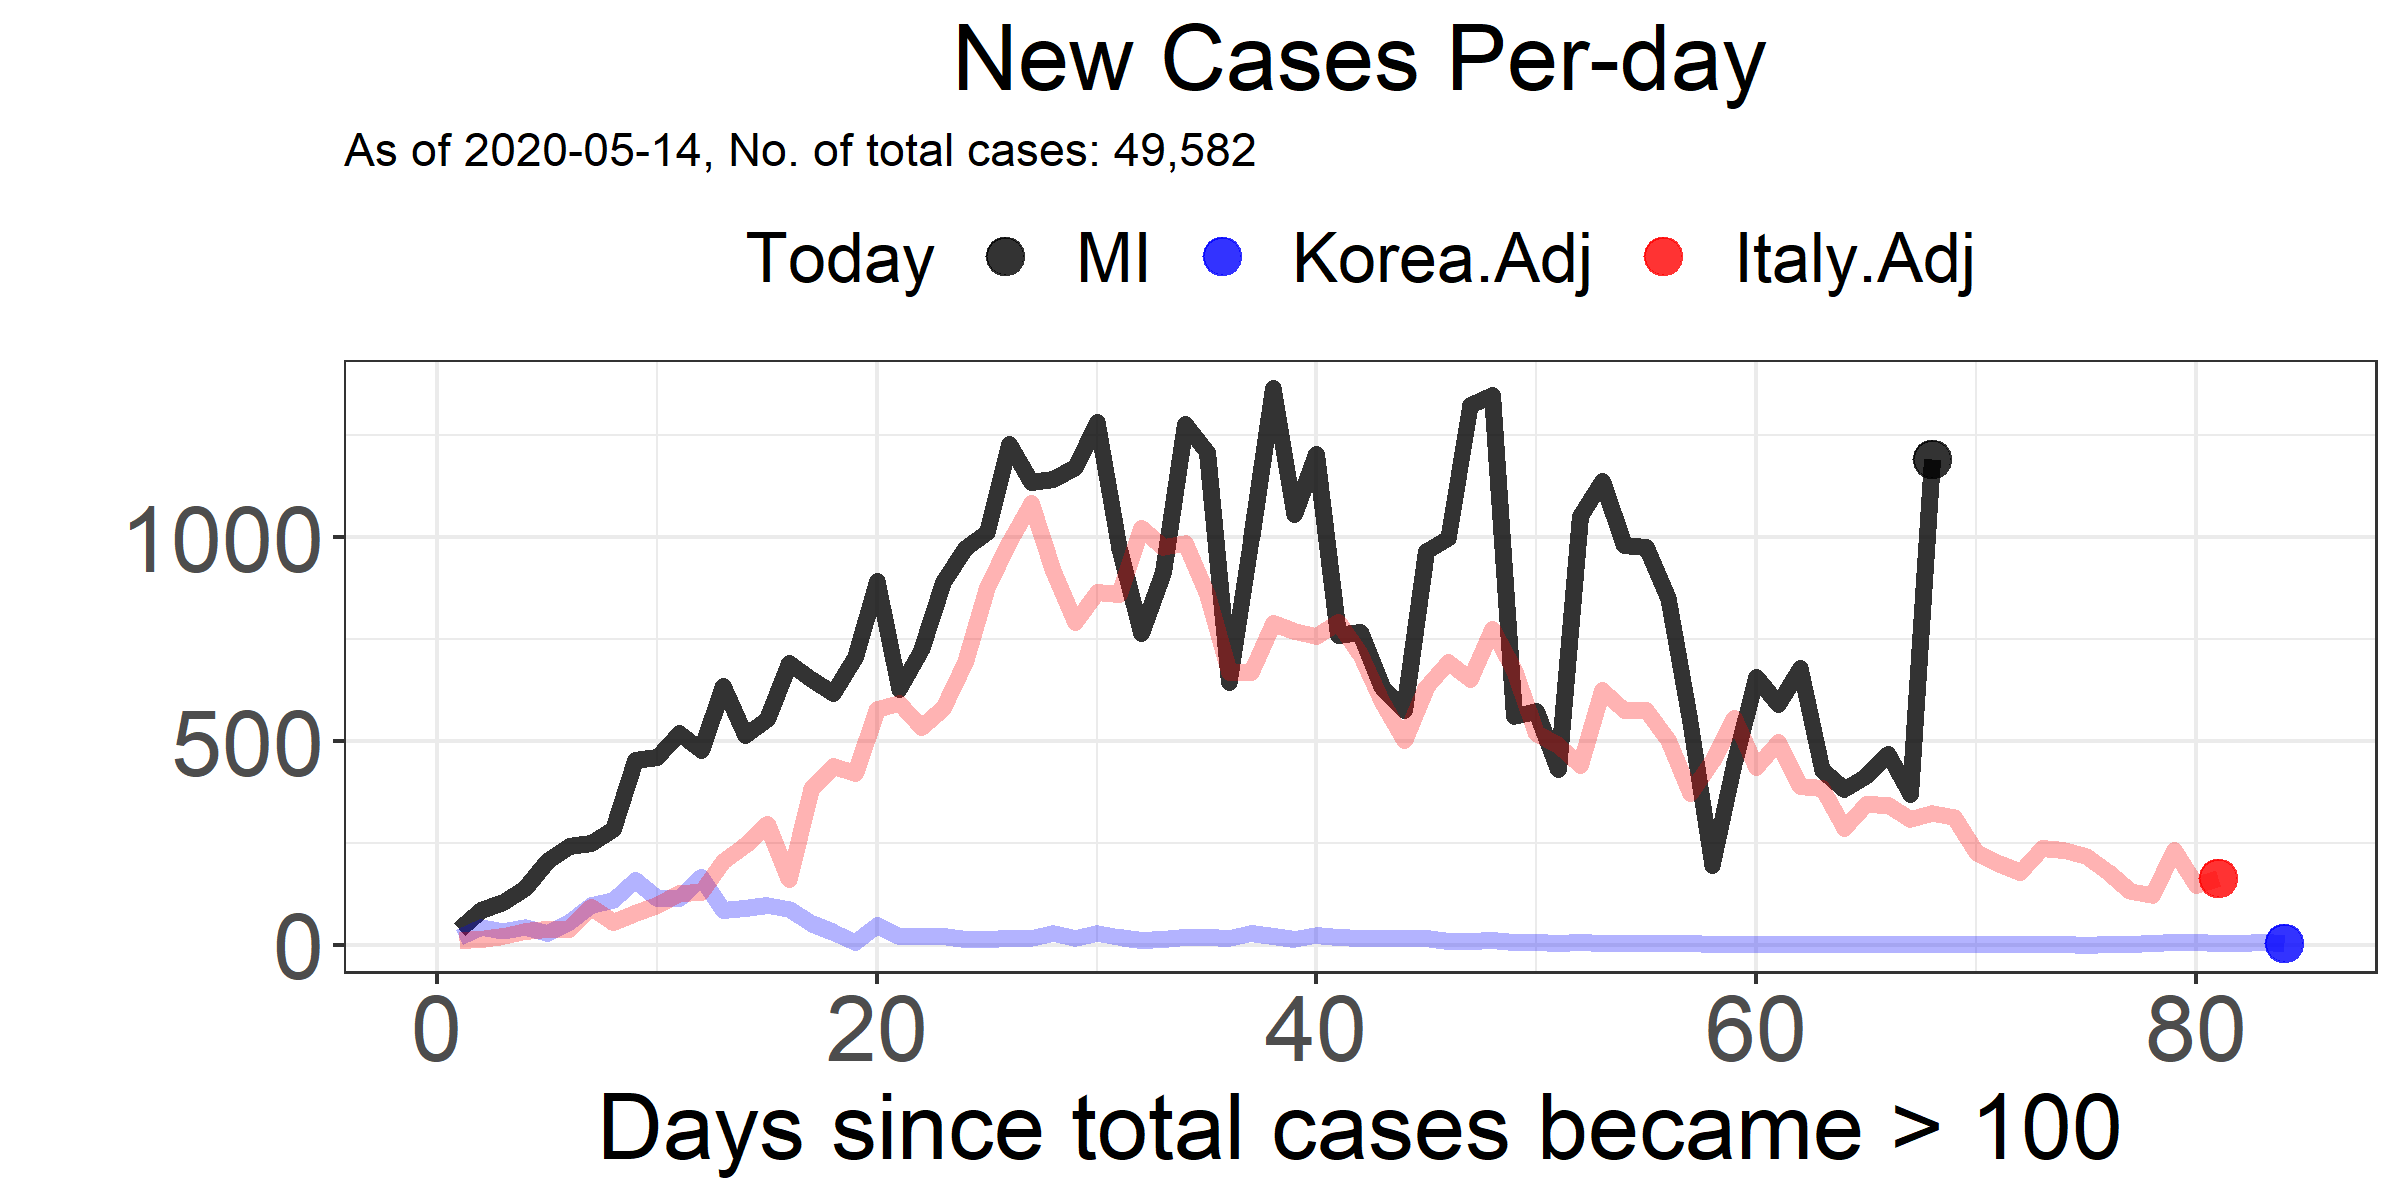 New Cases Per-day
As of 2020-05-14, No. of total cases: 49,582
Today MI Korea.Adj Italy.Adj
1000
500
0
0 20 40 60 80
Days since total cases became > 100